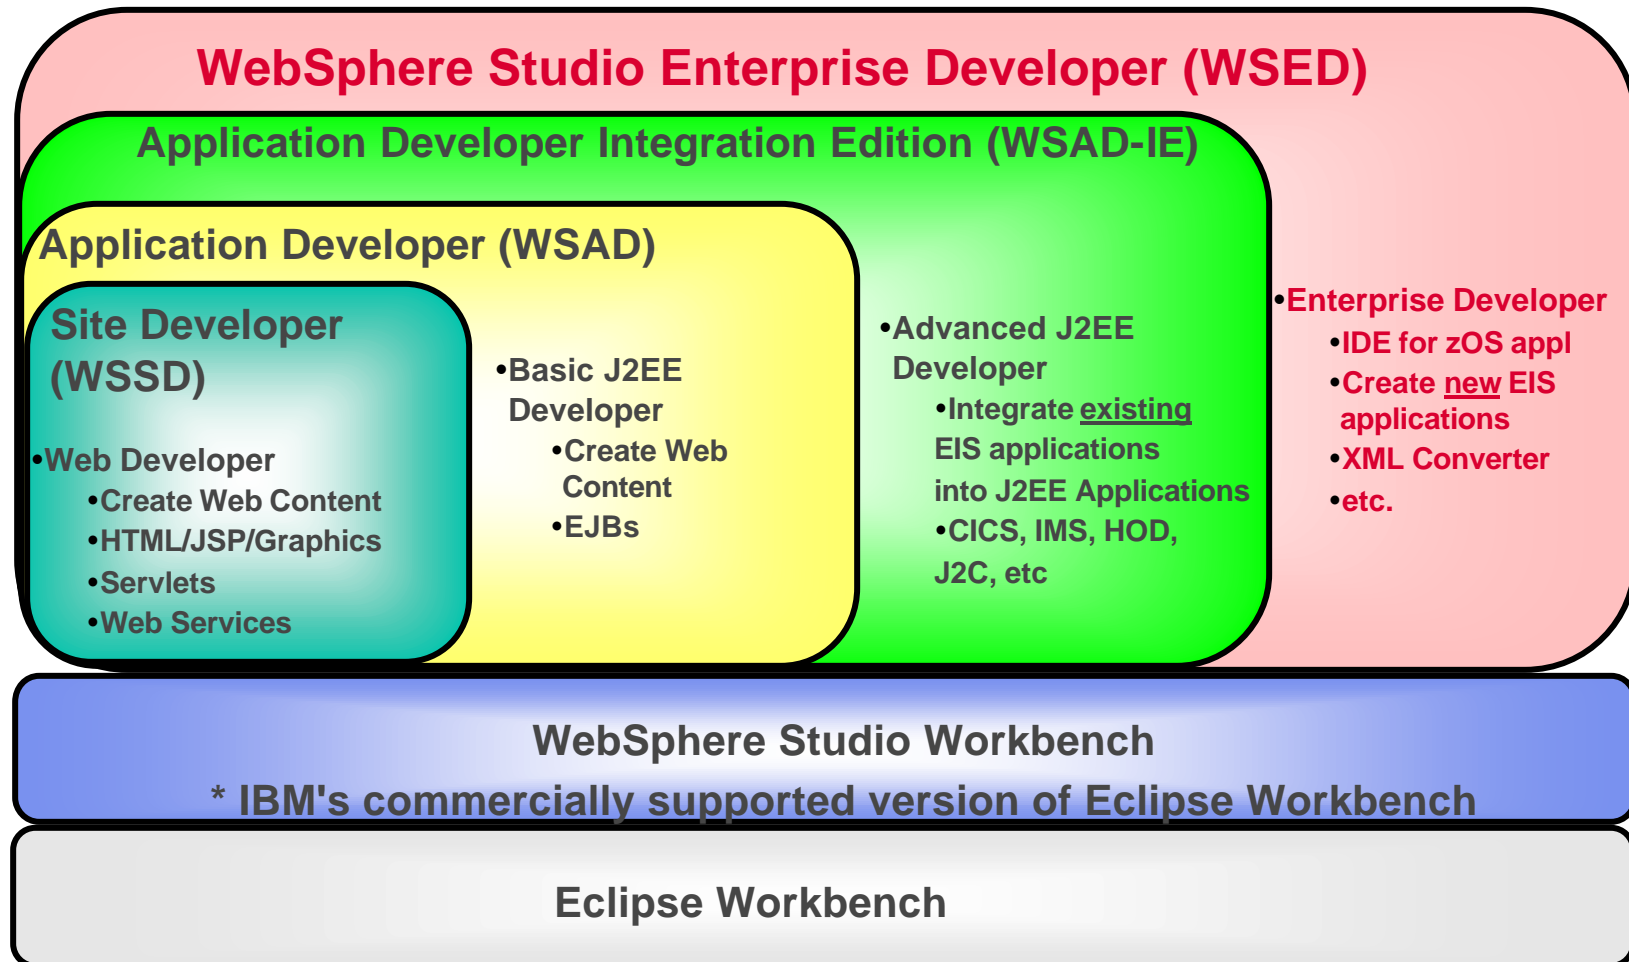 WebSphere Studio Enterprise Developer (WSED)
Application Developer Integration Edition (WSAD-IE)
Application Developer (WSAD)
Site Developer
(WSSD)
•Web Developer
•Create Web Content
•HTML/JSP/Graphics
•Servlets
•Web Services
•Basic J2EE
Developer
•Create Web
Content
•EJBs
•Advanced J2EE
Developer
•Integrate existing
EIS applications
into J2EE Applications
•CICS, IMS, HOD,
J2C, etc
•Enterprise Developer
•IDE for zOS appl
•Create new EIS
applications
•XML Converter
•etc.
WebSphere Studio Workbench
* IBM's commercially supported version of Eclipse Workbench
Eclipse Workbench